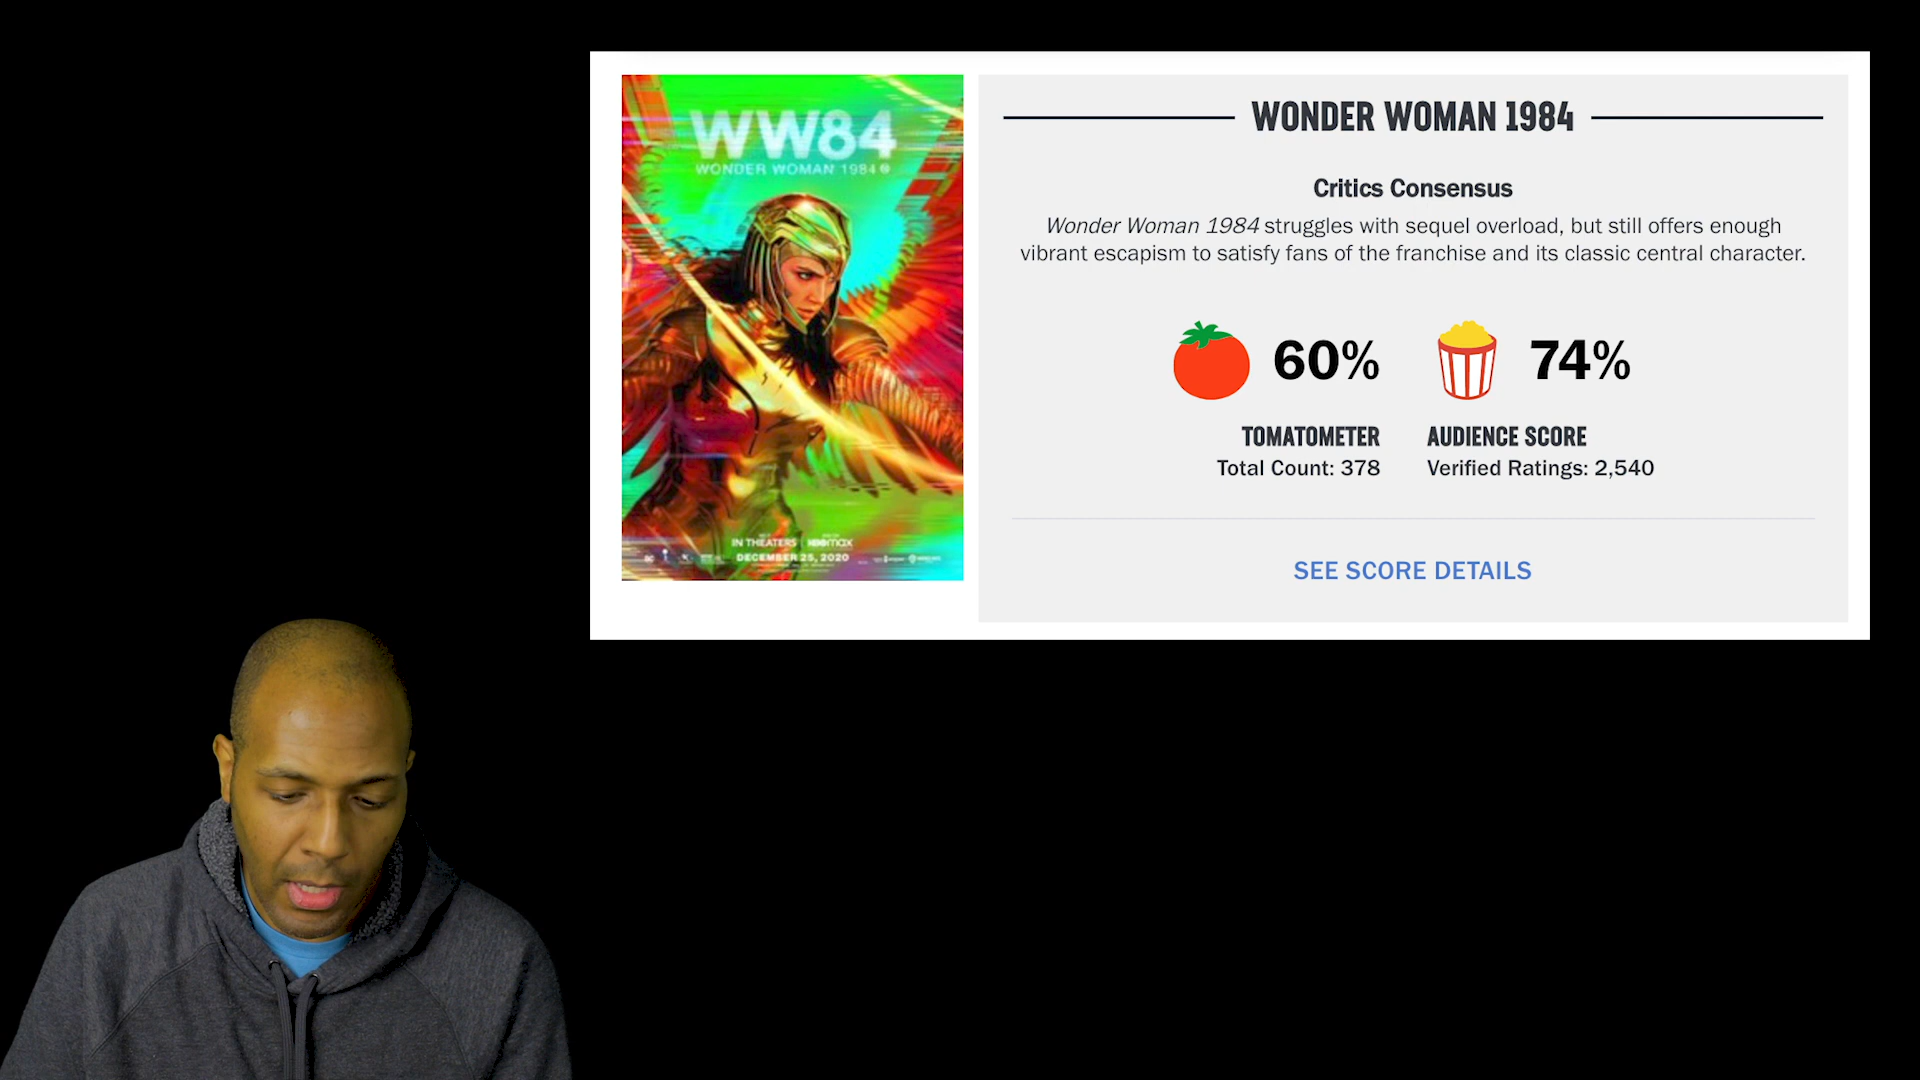 WW84
WONDER WOMAN 1984
IN THEATERS HBOmax
DECEMBER 25, 2020
WONDER WOMAN 1984
Critics Consensus
Wonder Woman 1984 struggles with sequel overload, but still offers enough
vibrant escapism to satisfy fans of the franchise and its classic central character.
60% 74%
TOMATOMETER AUDIENCE SCORE
Total Count: 378 Verified Ratings: 2,540
SEE SCORE DETAILS